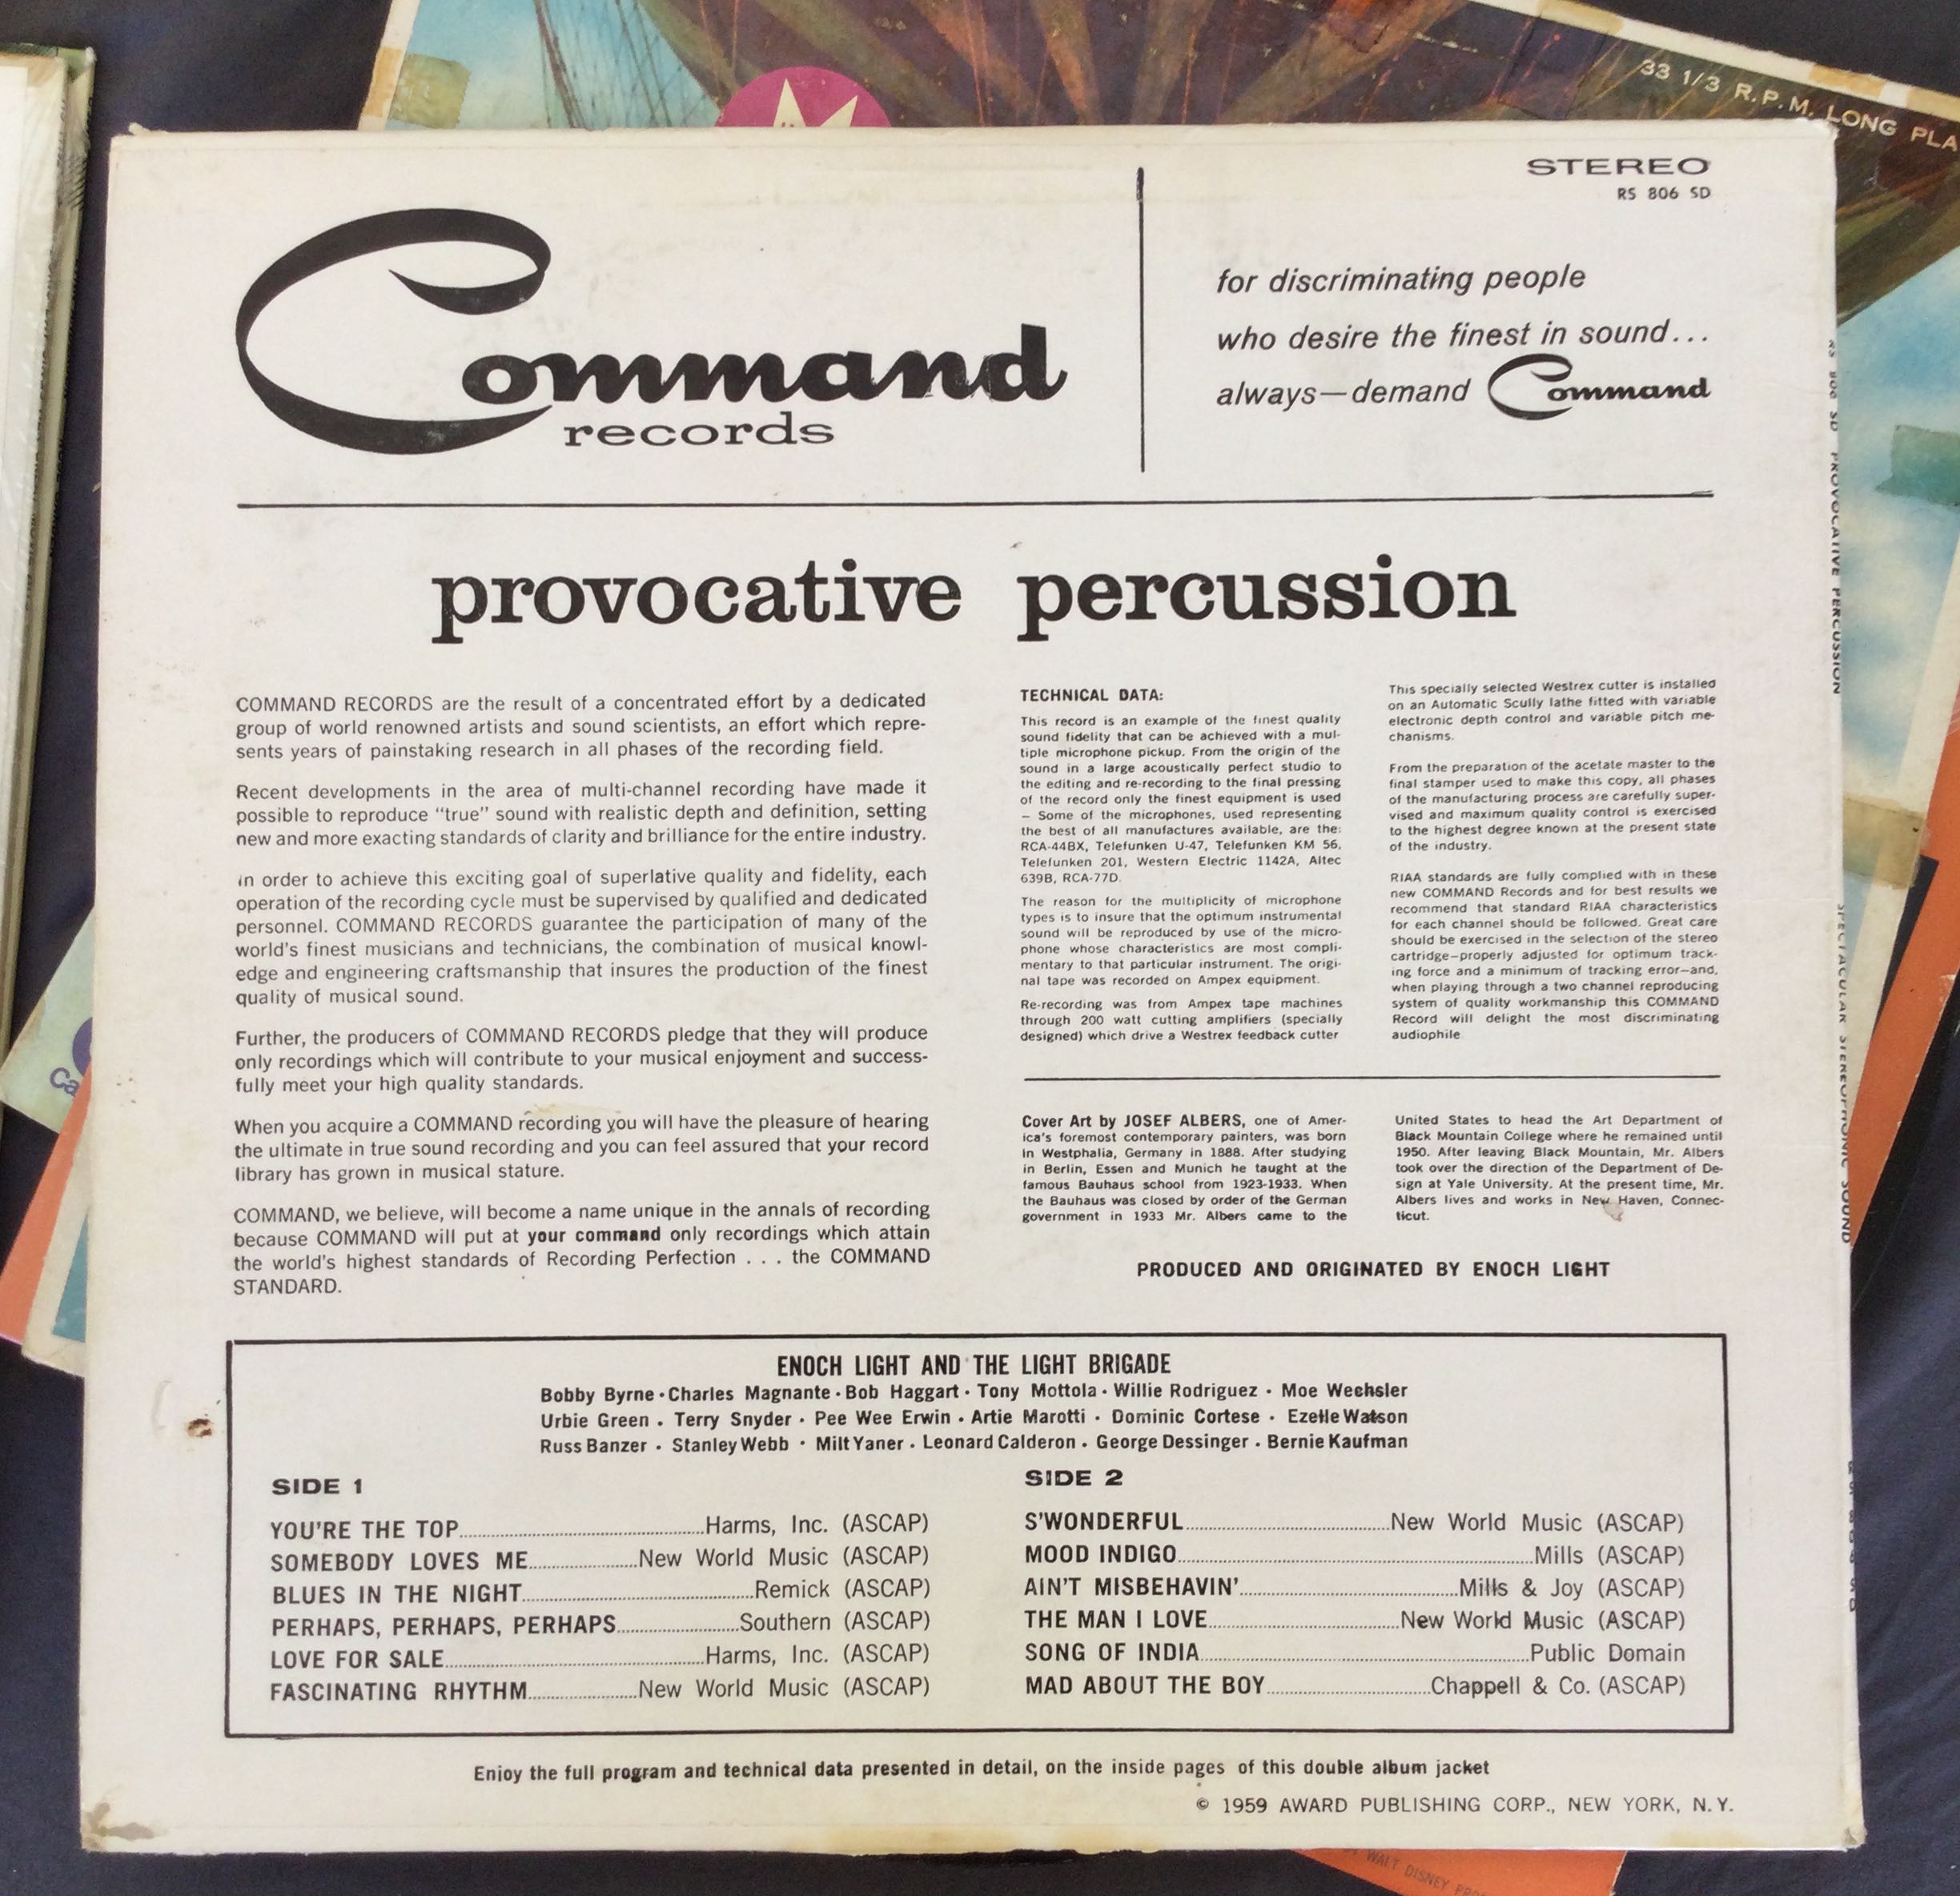 33 1/3 R.P.M. LONG PLA
STEREO
RS 806 SD
Command
records
for discriminating people
who desire the finest in sound...
always—demand Command
provocative percussion
COMMAND RECORDS are the result of a concentrated effort by a dedicated
group of world renowned artists and sound scientists, an effort which repre-
sents years of painstaking research in all phases of the recording field.
Recent developments in the area of multi-channel recording have made it
possible to reproduce “true” sound with realistic depth and definition, setting
new and more exacting standards of clarity and brilliance for the entire industry.
In order to achieve this exciting goal of superlative quality and fidelity, each
operation of the recording cycle must be supervised by qualified and dedicated
personnel. COMMAND RECORDS guarantee the participation of many of the
world's finest musicians and technicians, the combination of musical knowl-
edge and engineering craftsmanship that insures the production of the finest
quality of musical sound.
Further, the producers of COMMAND RECORDS pledge that they will produce
only recordings which will contribute to your musical enjoyment and success-
fully meet your high quality standards.
When you acquire a COMMAND recording you will have the pleasure of hearing
the ultimate in true sound recording and you can feel assured that your record
library has grown in musical stature.
COMMAND, we believe, will become a name unique in the annals of recording
because COMMAND will put at your command only recordings which attain
the world's highest standards of Recording Perfection . . . the COMMAND
STANDARD.
TECHNICAL DATA:
This record is an example of the finest quality
sound fidelity that can be achieved with a mul-
tiple microphone pickup. From the origin of the
sound in a large acoustically perfect studio to
the editing and re-recording to the final pressing
of the record only the finest equipment is used
– Some of the microphones, used representing
the best of all manufactures available, are the:
RCA-44BX, Telefunken U-47, Telefunken KM 56,
Telefunken 201, Western Electric 1142A, Altec
639B, RCA-77D.
The reason for the multiplicity of microphone
types is to insure that the optimum instrumental
sound will be reproduced by use of the micro-
phone whose characteristics are most compli-
mentary to that particular instrument. The origi-
nal tape was recorded on Ampex equipment.
Re-recording was from Ampex tape machines
through 200 watt cutting amplifiers (specially
designed) which drive a Westrex feedback cutter
This specially selected Westrex cutter is installed
on an Automatic Scully lathe fitted with variable
electronic depth control and variable pitch me-
chanisms.
From the preparation of the acetate master to the
final stamper used to make this copy, all phases
of the manufacturing process are carefully super-
vised and maximum quality control is exercised
to the highest degree known at the present state
of the industry.
RIAA standards are fully complied with in these
new COMMAND Records and for best results we
recommend that standard RIAA characteristics
for each channel should be followed. Great care
should be exercised in the selection of the stereo
cartridge–properly adjusted for optimum track-
ing force and a minimum of tracking error–and,
when playing through a two channel reproducing
system of quality workmanship this COMMAND
Record will delight the most discriminating
audiophile
Cover Art by JOSEF ALBERS, one of Amer-
ica's foremost contemporary painters, was born
in Westphalia, Germany in 1888. After studying
in Berlin, Essen and Munich he taught at the
famous Bauhaus school from 1923-1933. When
the Bauhaus was closed by order of the German
government in 1933 Mr. Albers came to the
United States to head the Art Department of
Black Mountain College where he remained until
1950. After leaving Black Mountain, Mr. Albers
took over the direction of the Department of De-
sign at Yale University. At the present time, Mr.
Albers lives and works in New Haven, Connec-
ticut.
PRODUCED AND ORIGINATED BY ENOCH LIGHT
ENOCH LIGHT AND THE LIGHT BRIGADE
Bobby Byrne · Charles Magnante · Bob Haggart · Tony Mottola · Willie Rodriguez · Moe Wechsler
Urbie Green · Terry Snyder · Pee Wee Erwin · Artie Marotti · Dominic Cortese · Ezelle Watson
Russ Banzer · Stanley Webb · Milt Yaner · Leonard Calderon · George Dessinger · Bernie Kaufman
SIDE 1
YOU'RE THE TOP..........Harms, Inc. (ASCAP)
SOMEBODY LOVES ME..........New World Music (ASCAP)
BLUES IN THE NIGHT..........Remick (ASCAP)
PERHAPS, PERHAPS, PERHAPS..........Southern (ASCAP)
LOVE FOR SALE..........Harms, Inc. (ASCAP)
FASCINATING RHYTHM..........New World Music (ASCAP)
SIDE 2
S'WONDERFUL..........New World Music (ASCAP)
MOOD INDIGO..........Mills (ASCAP)
AIN'T MISBEHAVIN'..........Mills & Joy (ASCAP)
THE MAN I LOVE..........New World Music (ASCAP)
SONG OF INDIA..........Public Domain
MAD ABOUT THE BOY..........Chappell & Co. (ASCAP)
Enjoy the full program and technical data presented in detail, on the inside pages of this double album jacket
© 1959 AWARD PUBLISHING CORP., NEW YORK, N.Y.
RS 806 SD PROVOCATIVE PERCUSSION
SPECTACULAR STEREOPHONIC SOUND
Ca
WALT DISNEY